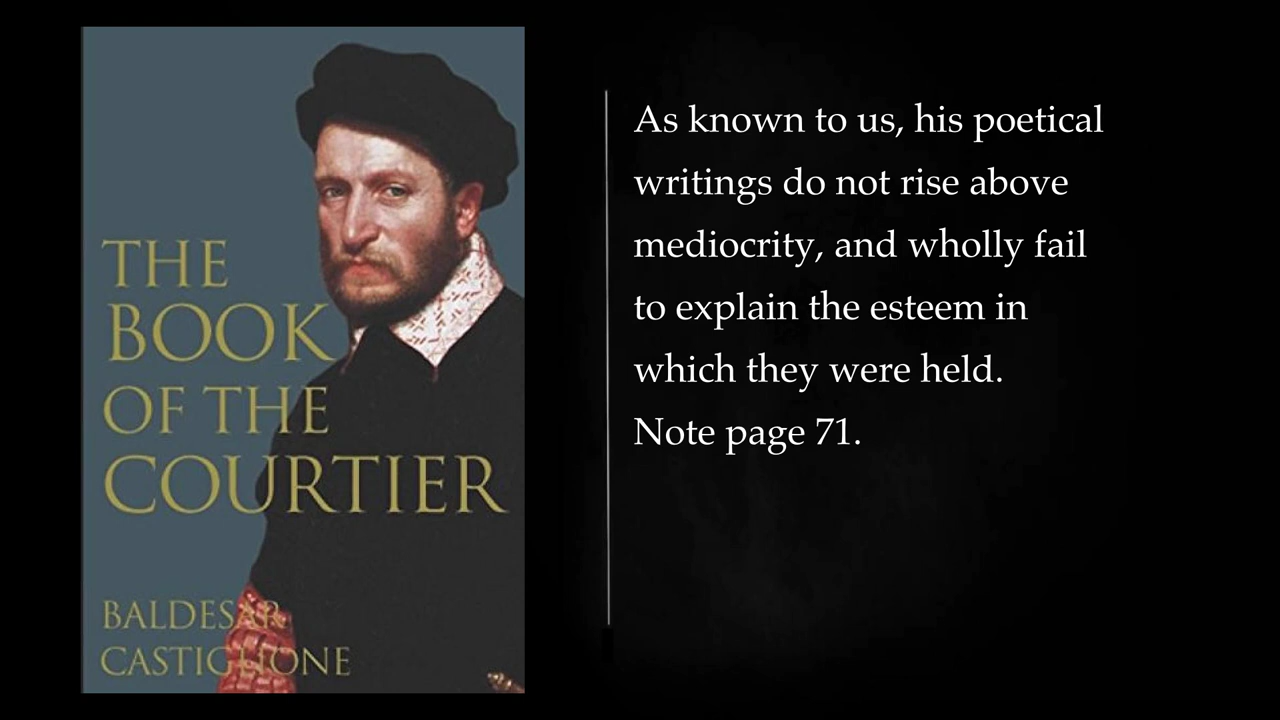 THE
BOOK
OF THE
COURTIER
BALDESAR
CASTIGLIONE
As known to us, his poetical
writings do not rise above
mediocrity, and wholly fail
to explain the esteem in
which they were held.
Note page 71.